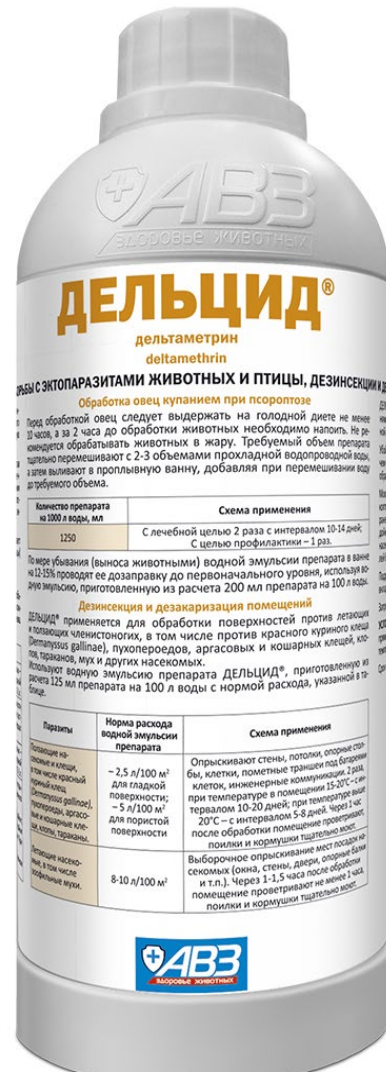 АВЗ
ЗДОРОВЬЕ ЖИВОТНЫХ
ДЕЛЬЦИД®
дельтаметрин
deltamethrin
С ЭКТОПАРАЗИТАМИ ЖИВОТНЫХ И ПТИЦЫ, ДЕЗИНСЕКЦИИ И
Обработка овец купанием при псороптозе
Перед обработкой овец следует выдержать на голодной диете не менее
10 часов, а за 2 часа до обработки животных необходимо напоить. Не ре-
комендуется обрабатывать животных в жару. Требуемый объем препарата
тщательно перемешивают с 2-3 объемами прохладной водопроводной воды,
а затем выливают в проплывную ванну, добавляя при перемешивании воду
до требуемого объема.
Количество препарата
на 1000 л воды, мл
Схема применения
1250
С лечебной целью 2 раза с интервалом 10-14 дней;
С целью профилактики – 1 раз.
По мере убывания (выноса животными) водной эмульсии препарата в ванне
на 12-15% проводят ее дозаправку до первоначального уровня, используя во-
дную эмульсию, приготовленную из расчета 200 мл препарата на 100 л воды.
Дезинсекция и дезакаризация помещений
ДЕЛЬЦИД® применяется для обработки поверхностей против летающих
и ползающих членистоногих, в том числе против красного куриного клеща
(Dermanyssus gallinae), пухопероедов, аргасовых и кошарных клещей, кло-
пов, тараканов, мух и других насекомых.
Используют водную эмульсию препарата ДЕЛЬЦИД®, приготовленную из
расчета 125 мл препарата на 100 л воды с нормой расхода, указанной в та-
блице.
Паразиты
Норма расхода
водной эмульсии
препарата
Схема применения
Ползающие на-
секомые и клещи,
в том числе красный
куриный клещ
(Dermanyssus gallinae),
пухопероеды, аргасо-
вые и кошарные кле-
щи, клопы, тараканы.
– 2,5 л/100 м²
для гладкой
поверхности;
– 5 л/100 м²
для пористой
поверхности
Опрыскивают стены, потолки, опорные стол-
бы, клетки, пометные траншеи под батареями
клеток, инженерные коммуникации. 2 раза,
при температуре в помещении 15-20°С – с ин-
тервалом 10-20 дней; при температуре выше
20°С – с интервалом 5-8 дней. Через 1 час
после обработки помещение проветривают,
поилки и кормушки тщательно моют.
Летающие насеко-
мые, в том числе
зоофильные мухи.
8-10 л/100 м²
Выборочное опрыскивание мест посадок на-
секомых (окна, стены, двери, опорные балки
и т.п.). Через 1-1,5 часа после обработки
помещение проветривают не менее 1 часа,
поилки и кормушки тщательно моют.
АВЗ
ЗДОРОВЬЕ ЖИВОТНЫХ